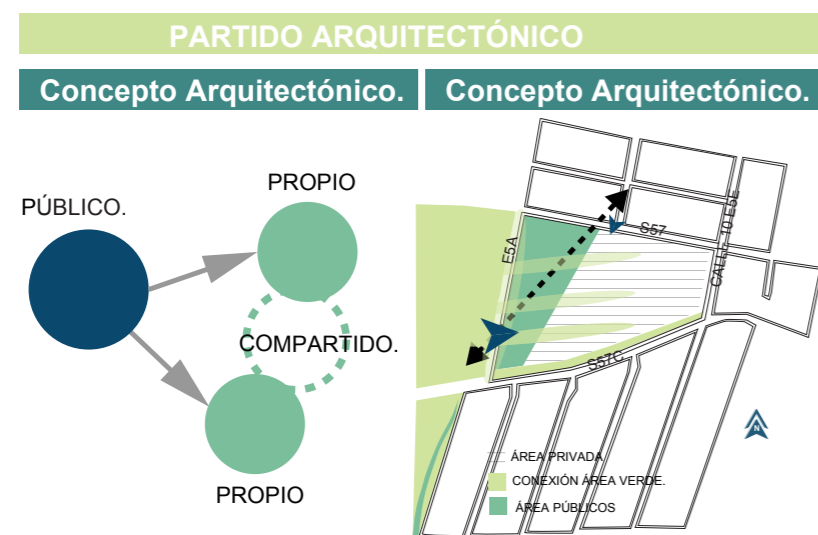 PARTIDO ARQUITECTÓNICO
Concepto Arquitectónico.
Concepto Arquitectónico.
PÚBLICO.
PROPIO
COMPARTIDO.
PROPIO
S57
E5A
CALLE 10 E5E
S57C
N
ÁREA PRIVADA
CONEXIÓN ÁREA VERDE.
ÁREA PÚBLICOS